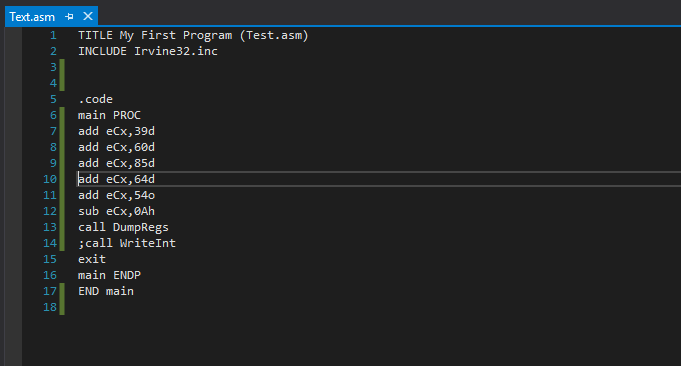 Text.asm
1 TITLE My First Program (Test.asm)
2 INCLUDE Irvine32.inc
3
4
5 .code
6 main PROC
7 add eCx,39d
8 add eCx,60d
9 add eCx,85d
10 add eCx,64d
11 add eCx,54o
12 sub eCx,0Ah
13 call DumpRegs
14 ;call WriteInt
15 exit
16 main ENDP
17 END main
18